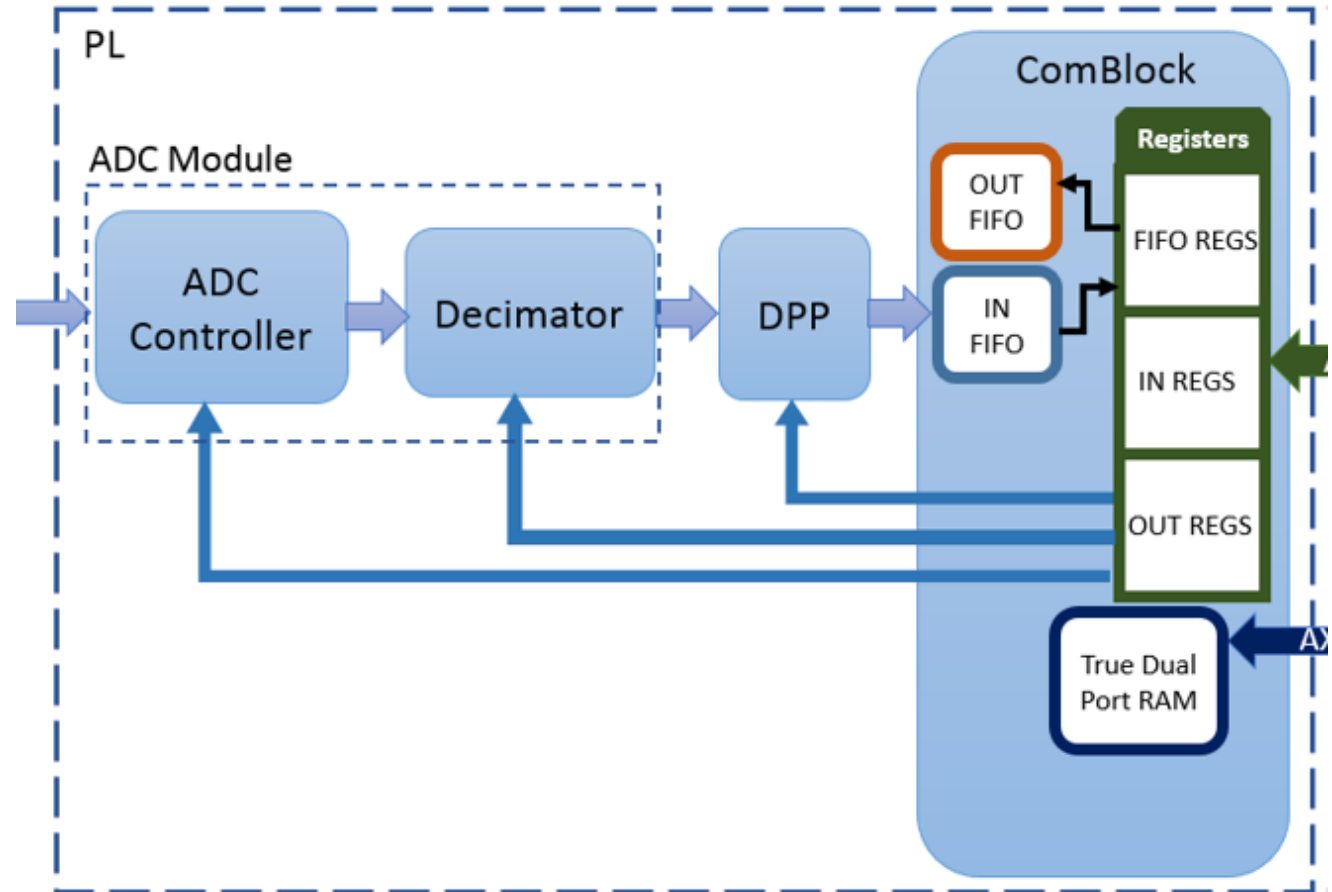 PL
ComBlock
Registers
ADC Module
OUT
FIFO
FIFO REGS
ADC
Controller
Decimator
DPP
IN
FIFO
IN REGS
OUT REGS
True Dual
Port RAM